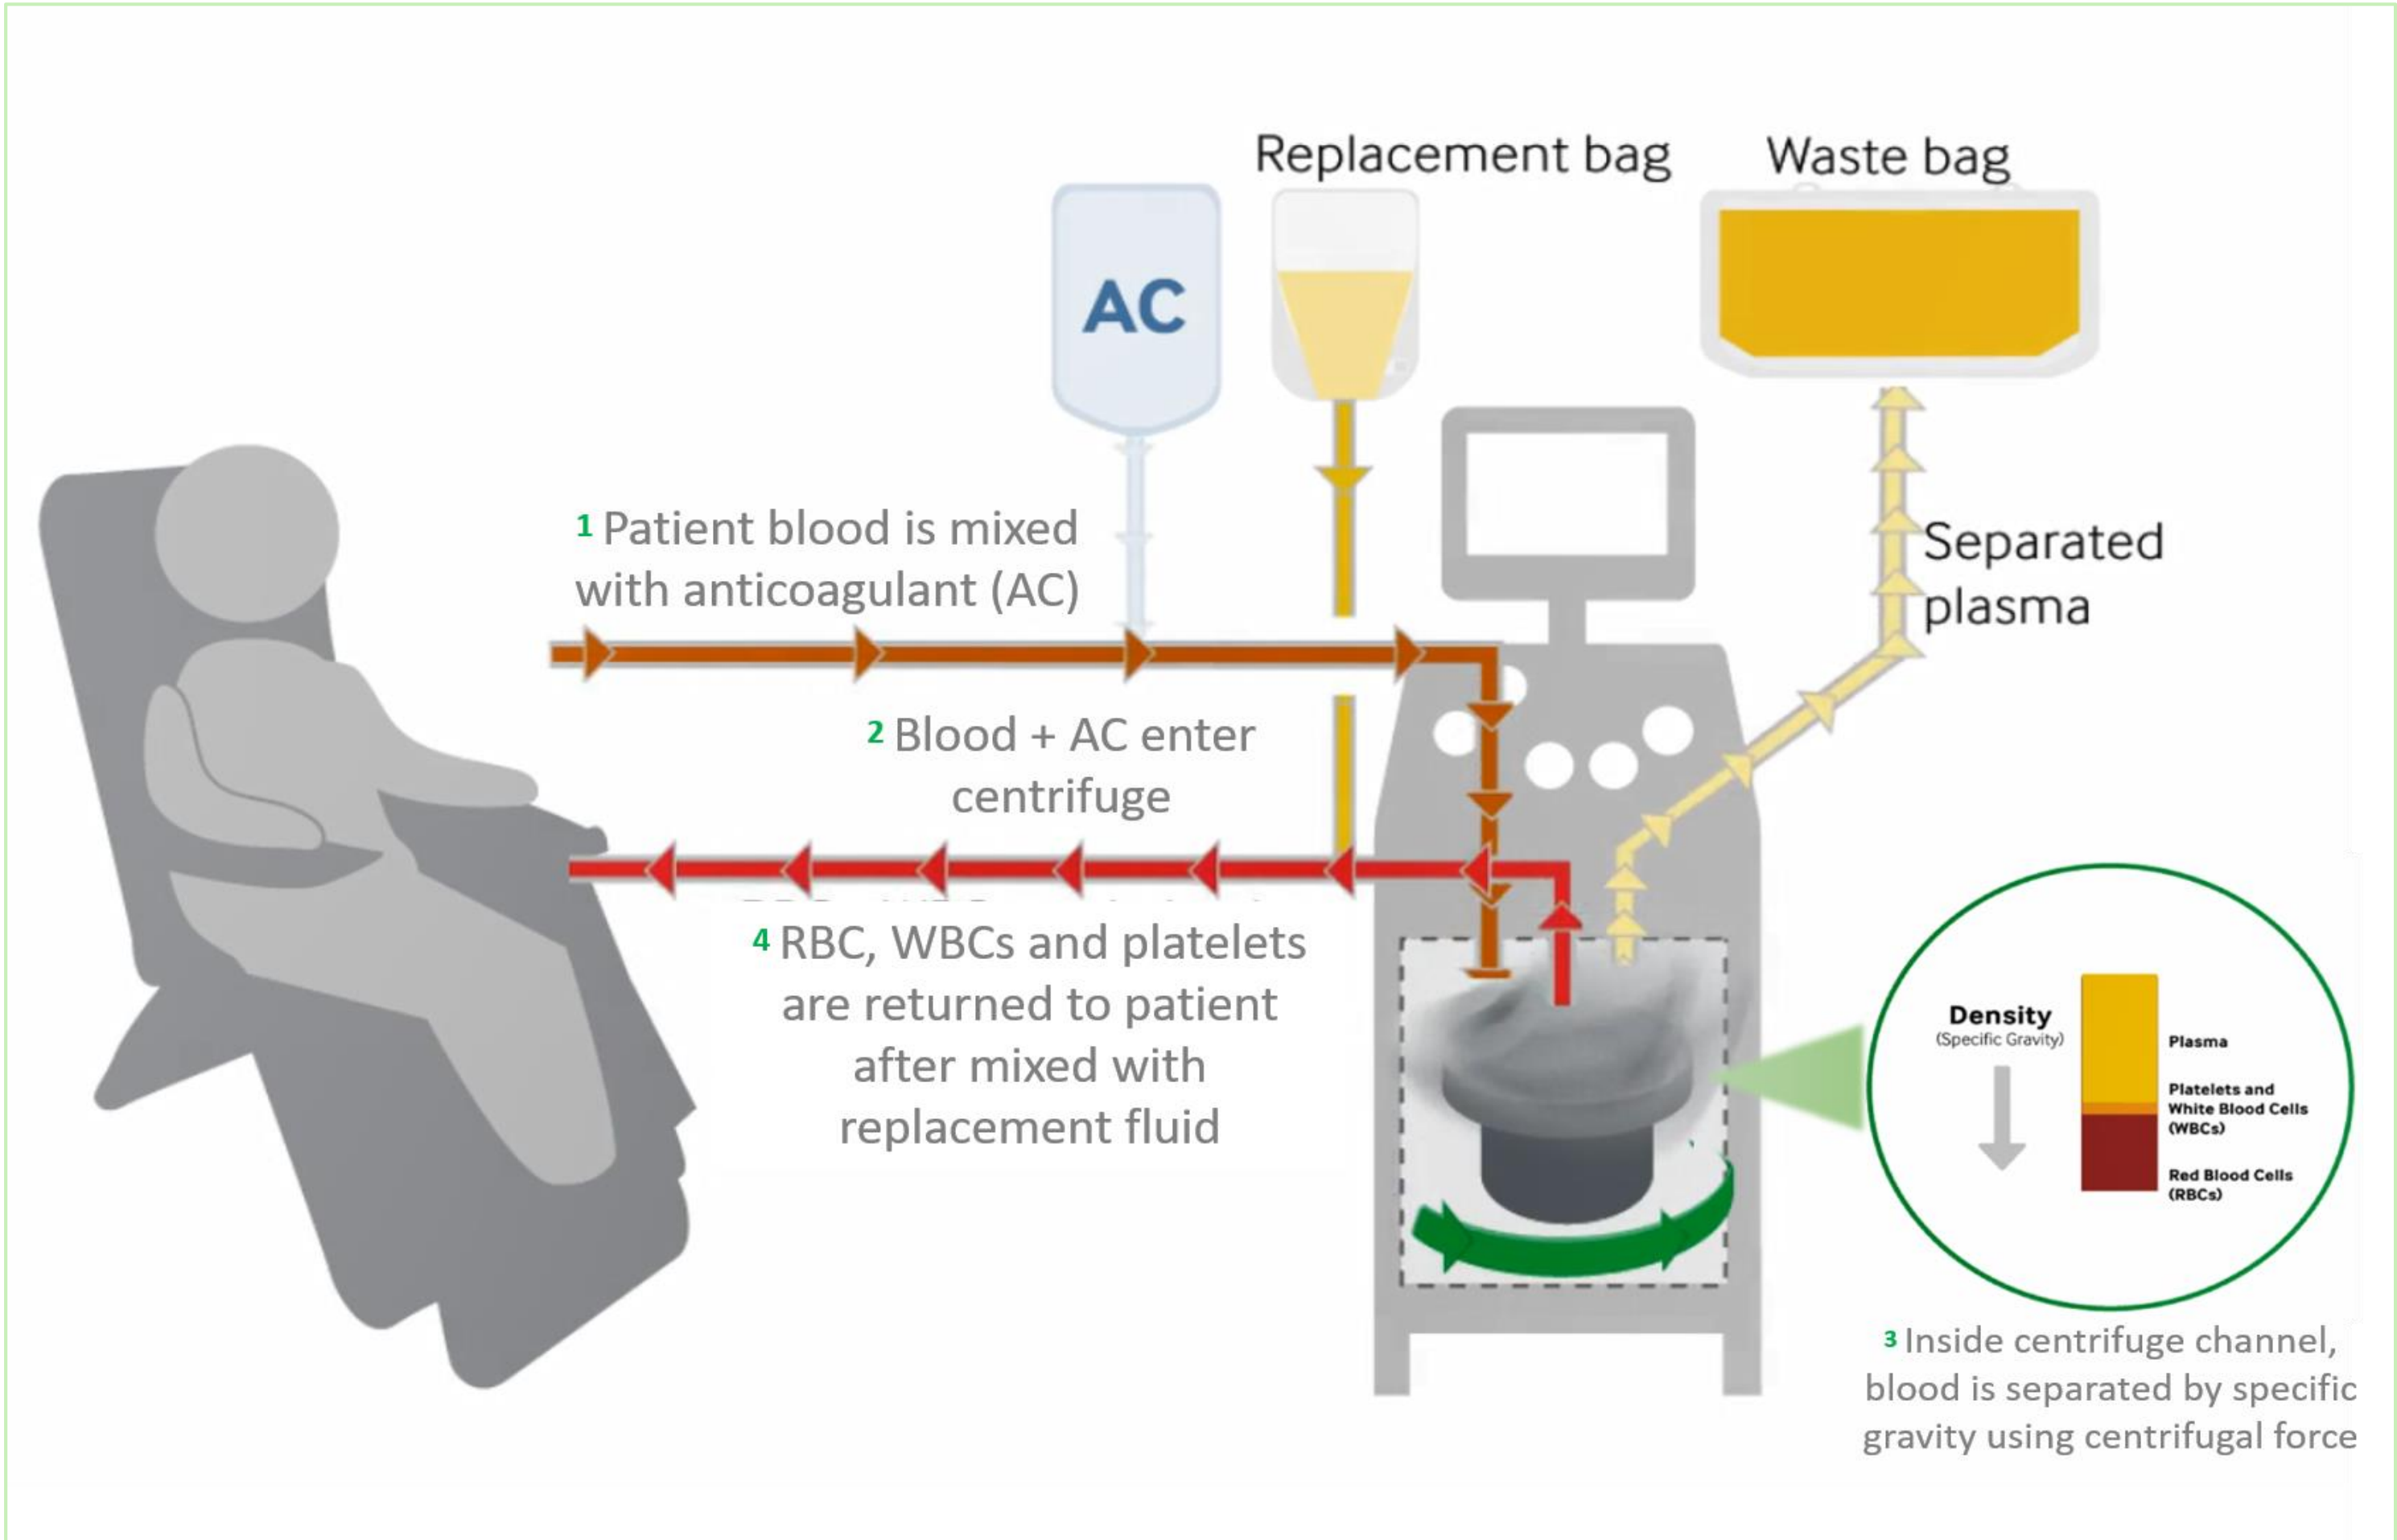 Replacement bag
Waste bag
AC
1 Patient blood is mixed
with anticoagulant (AC)
Separated
plasma
2 Blood + AC enter
centrifuge
4 RBC, WBCs and platelets
are returned to patient
after mixed with
replacement fluid
Density
(Specific Gravity)
Plasma
Platelets and
White Blood Cells
(WBCs)
Red Blood Cells
(RBCs)
3 Inside centrifuge channel,
blood is separated by specific
gravity using centrifugal force